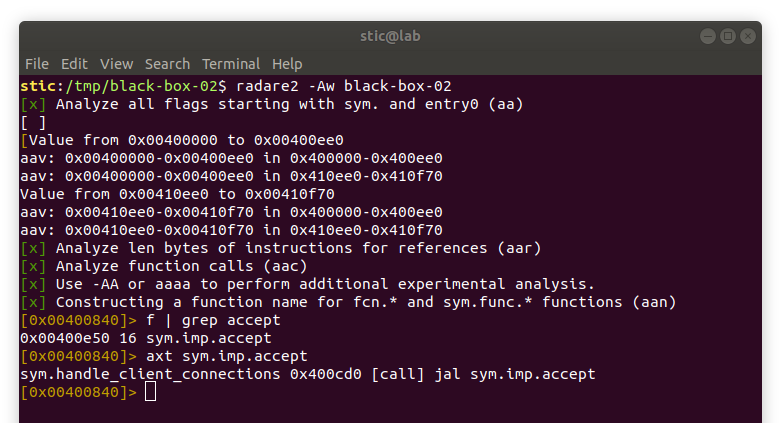 stic@lab
File Edit View Search Terminal Help
stic:/tmp/black-box-02$ radare2 -Aw black-box-02
[x] Analyze all flags starting with sym. and entry0 (aa)
[ ]
[Value from 0x00400000 to 0x00400ee0
aav: 0x00400000-0x00400ee0 in 0x400000-0x400ee0
aav: 0x00400000-0x00400ee0 in 0x410ee0-0x410f70
Value from 0x00410ee0 to 0x00410f70
aav: 0x00410ee0-0x00410f70 in 0x400000-0x400ee0
aav: 0x00410ee0-0x00410f70 in 0x410ee0-0x410f70
[x] Analyze len bytes of instructions for references (aar)
[x] Analyze function calls (aac)
[x] Use -AA or aaaa to perform additional experimental analysis.
[x] Constructing a function name for fcn.* and sym.func.* functions (aan)
[0x00400840]> f | grep accept
0x00400e50 16 sym.imp.accept
[0x00400840]> axt sym.imp.accept
sym.handle_client_connections 0x400cd0 [call] jal sym.imp.accept
[0x00400840]>